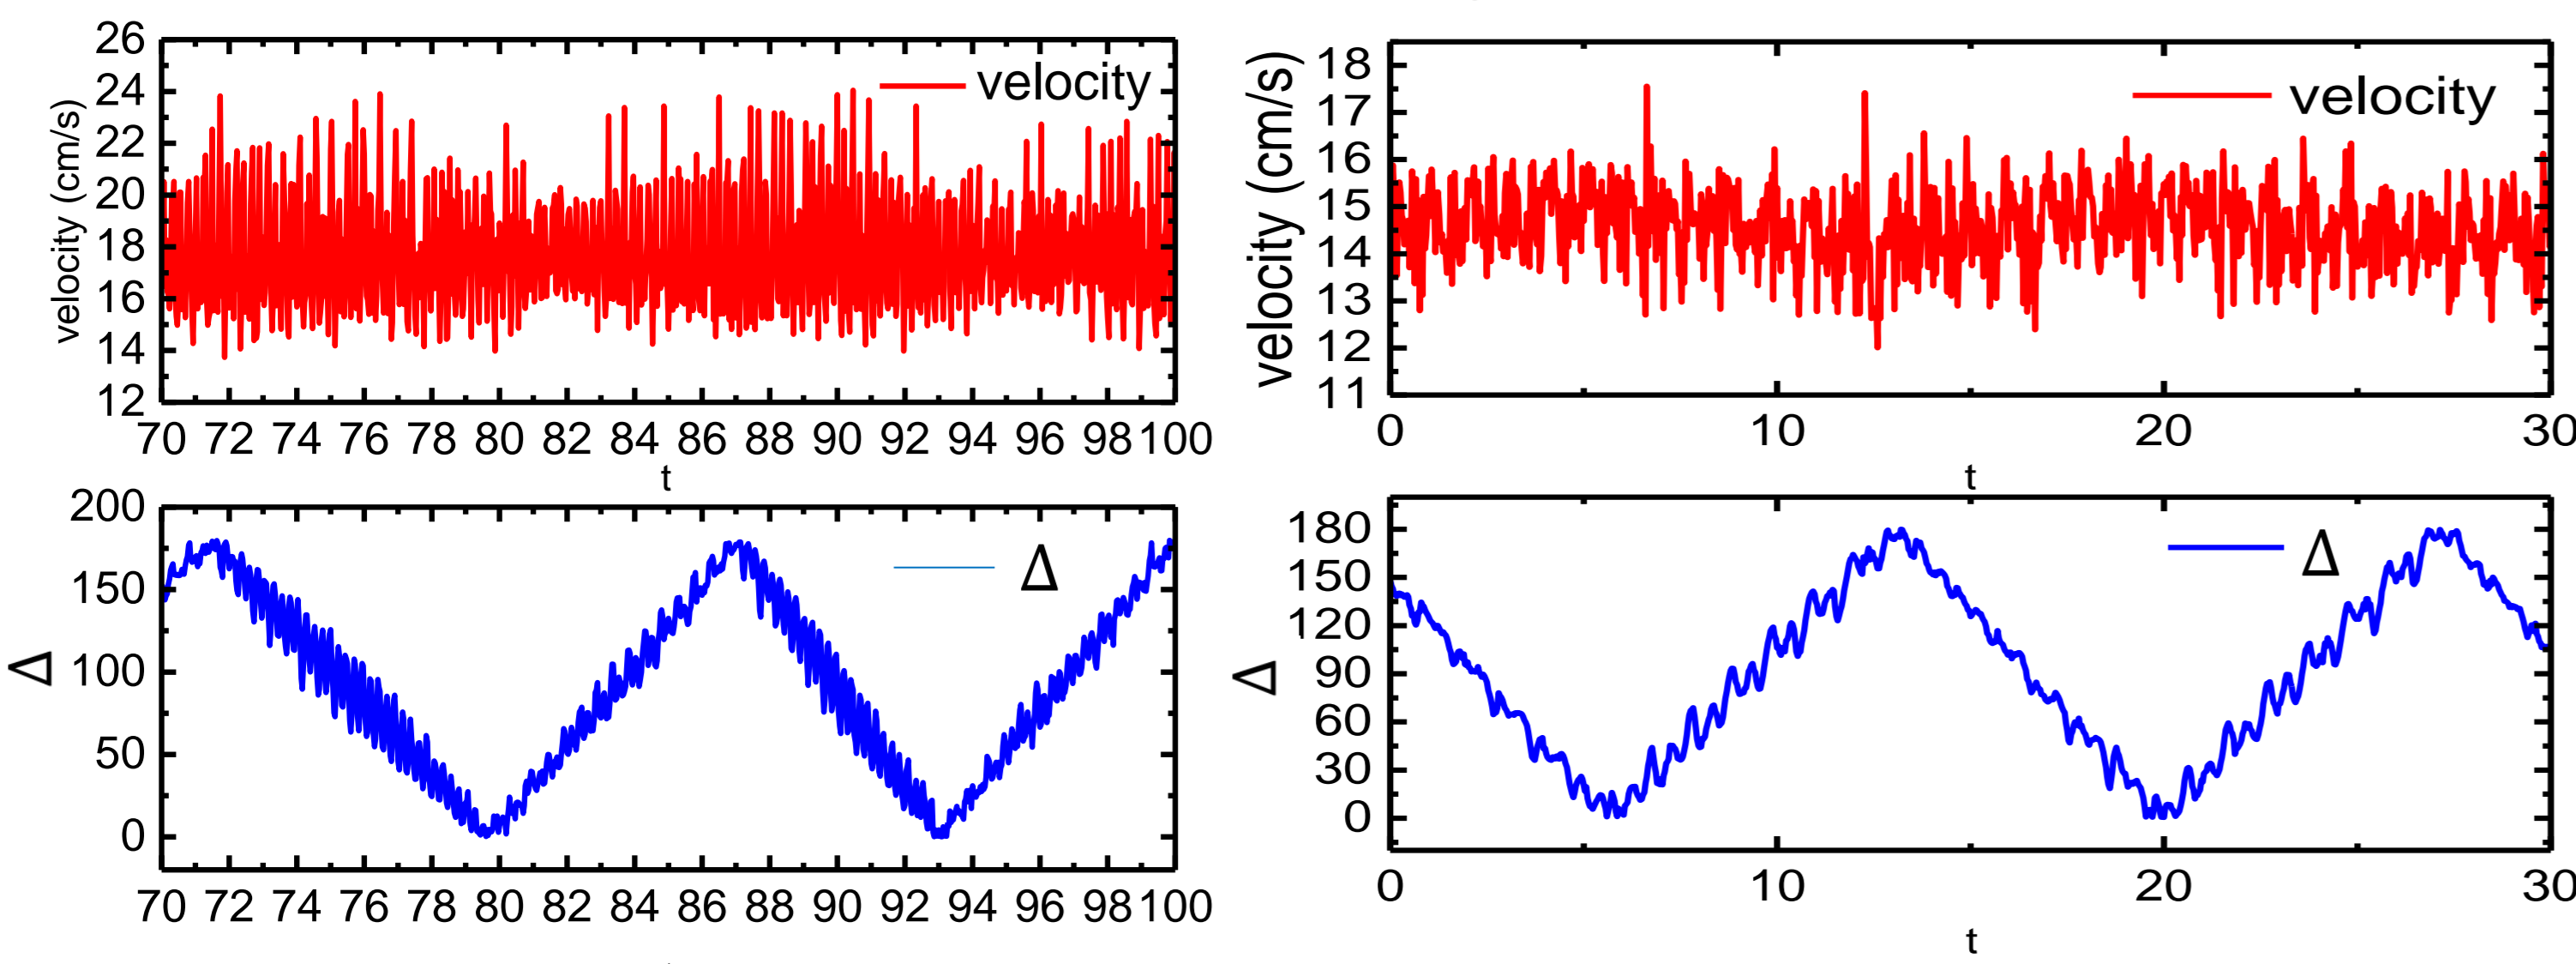 26
24
22
20
18
16
14
12
velocity (cm/s)
velocity
70 72 74 76 78 80 82 84 86 88 90 92 94 96 98 100
t
18
17
16
15
14
13
12
11
velocity (cm/s)
velocity
0 10 20 30
t
200
150
100
50
0
Δ
Δ
70 72 74 76 78 80 82 84 86 88 90 92 94 96 98 100
180
150
120
90
60
30
0
Δ
Δ
0 10 20 30
t